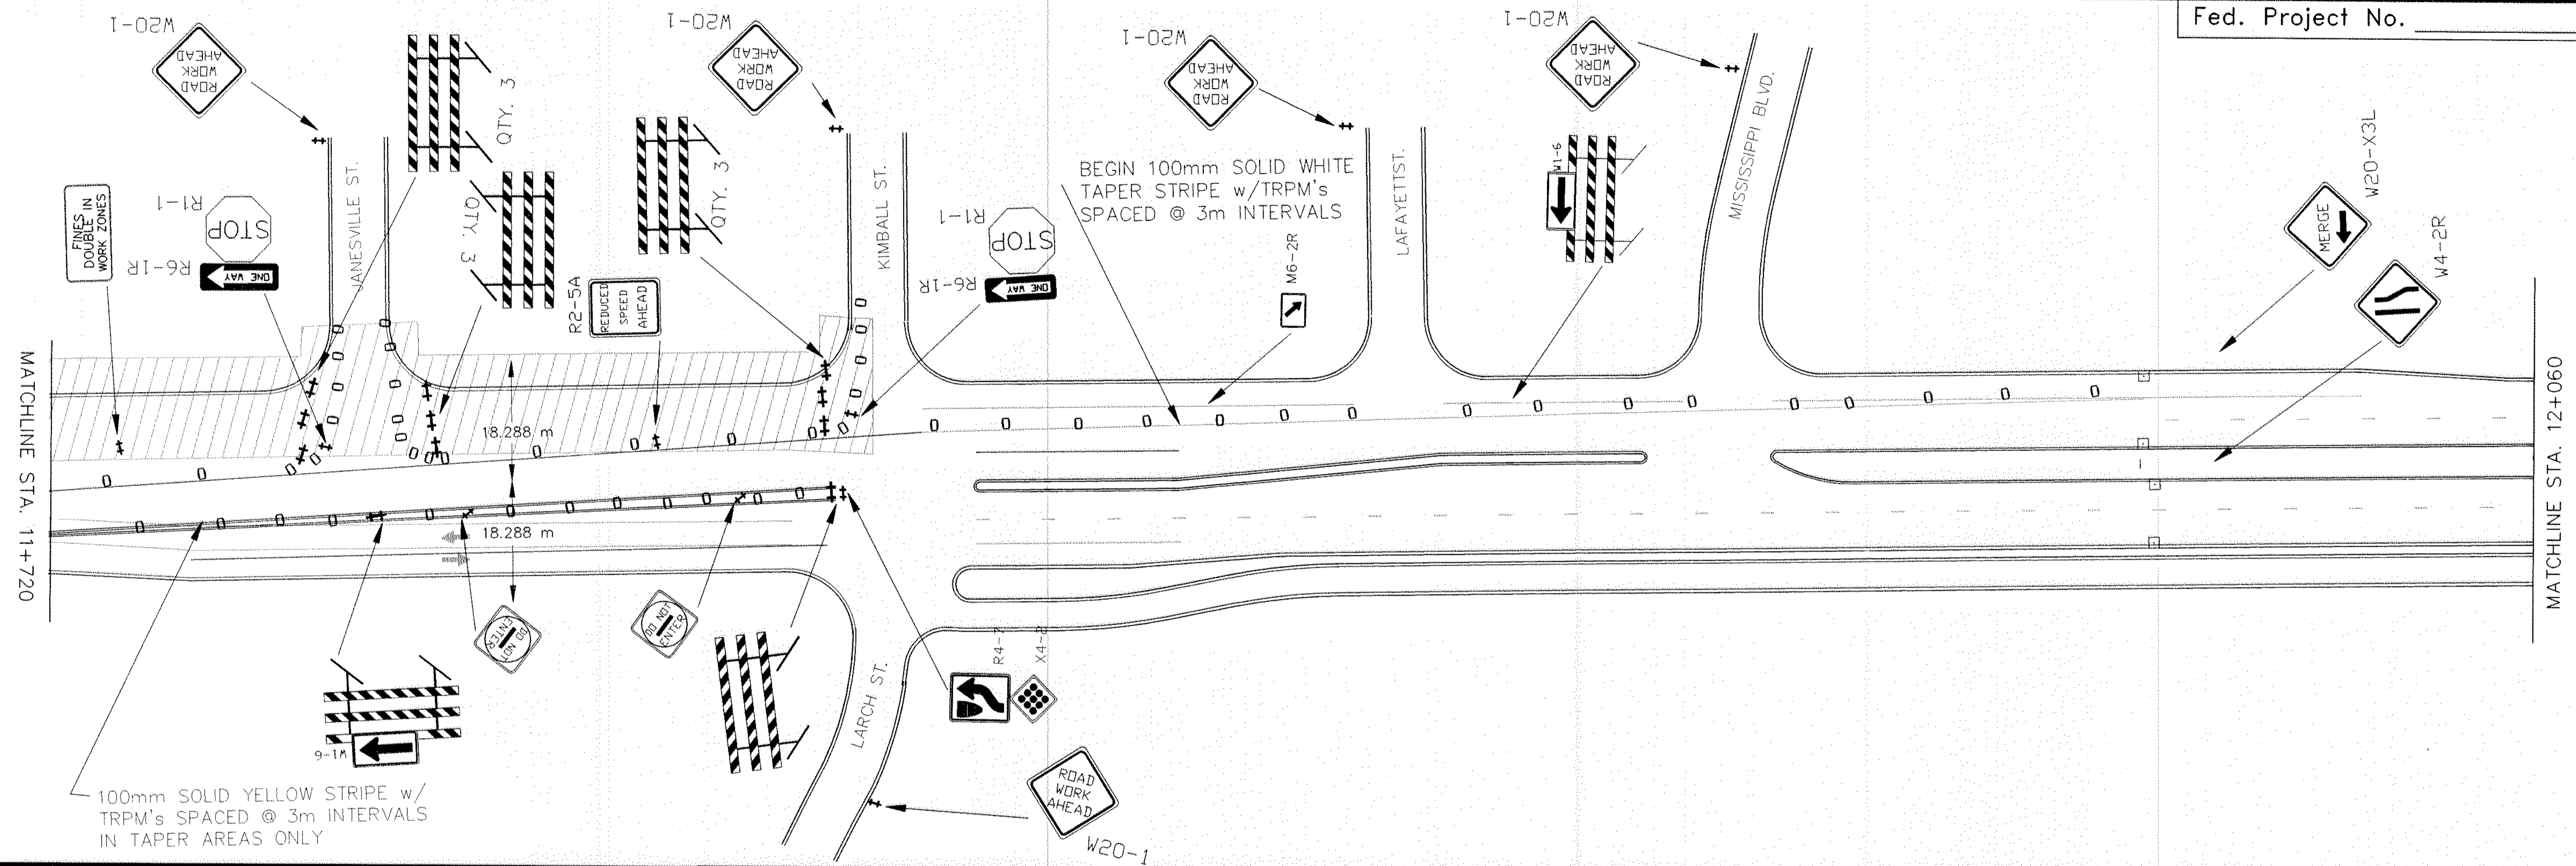 Fed. Project No.
W20-1
ROAD
WORK
AHEAD
W20-1
ROAD
WORK
AHEAD
W20-1
ROAD
WORK
AHEAD
W20-1
ROAD
WORK
AHEAD
QTY. 3
QTY. 3
QTY. 3
FINES
DOUBLE IN
WORK ZONES
R1-1
STOP
R6-1R
ONE WAY
JANESVILLE ST.
R2-5A
REDUCED
SPEED
AHEAD
KIMBALL ST.
R1-1
STOP
R6-1R
ONE WAY
BEGIN 100mm SOLID WHITE
TAPER STRIPE w/TRPM's
SPACED @ 3m INTERVALS
M6-2R
LAFAYETTST.
W1-6
MISSISSIPPI BLVD.
W20-X3L
MERGE
W4-2R
MATCHLINE STA. 11+720
MATCHLINE STA. 12+060
18.288 m
18.288 m
DO NOT
ENTER
DO NOT
ENTER
W1-6
LARCH ST.
R4-7
ROAD
WORK
AHEAD
W20-1
100mm SOLID YELLOW STRIPE w/
TRPM's SPACED @ 3m INTERVALS
IN TAPER AREAS ONLY